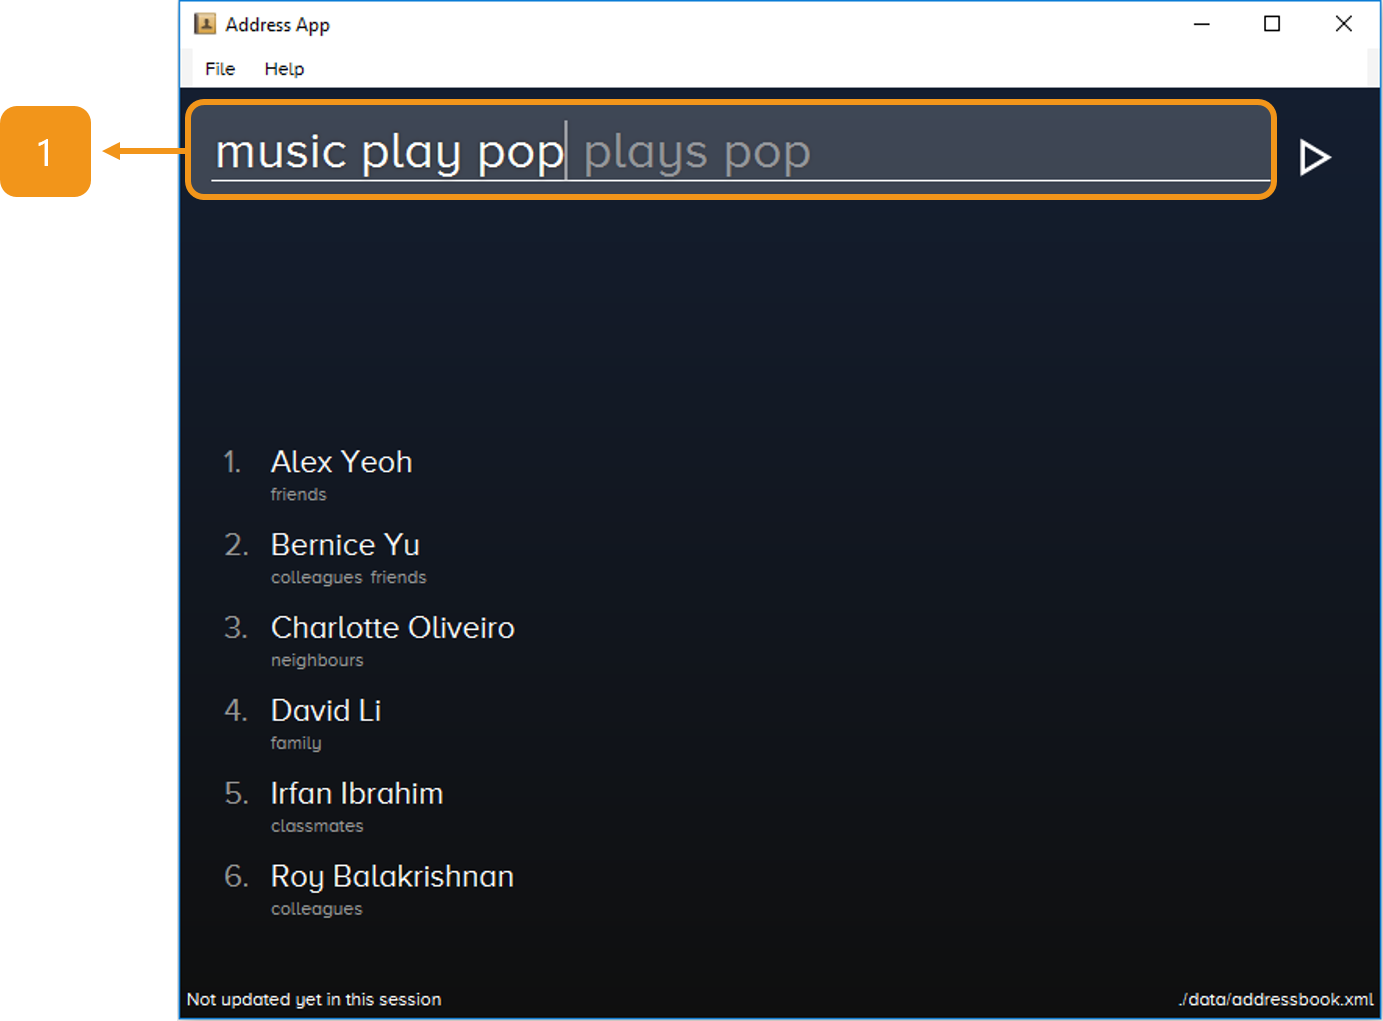 Address App
File Help
1
music play pop plays pop
1. Alex Yeoh
friends
2. Bernice Yu
colleagues friends
3. Charlotte Oliveiro
neighbours
4. David Li
family
5. Irfan Ibrahim
classmates
6. Roy Balakrishnan
colleagues
Not updated yet in this session ./data/addressbook.xml